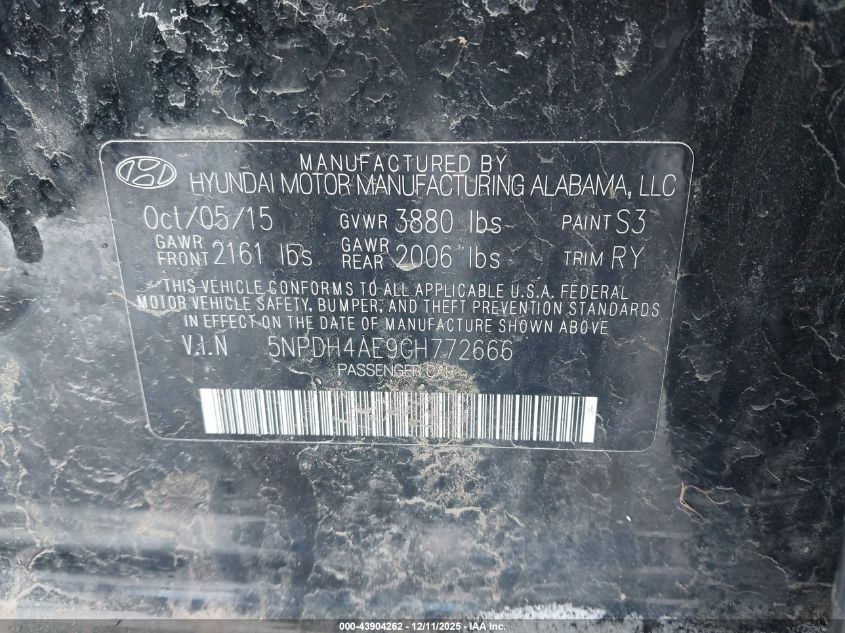 MANUFACTURED BY
HYUNDAI MOTOR MANUFACTURING ALABAMA, LLC
Oct/05/15 GVWR 3880 lbs PAINT S3
GAWR FRONT 2161 lbs GAWR REAR 2006 lbs TRIM RY
THIS VEHICLE CONFORMS TO ALL APPLICABLE U.S.A. FEDERAL
MOTOR VEHICLE SAFETY, BUMPER, AND THEFT PREVENTION STANDARDS
IN EFFECT ON THE DATE OF MANUFACTURE SHOWN ABOVE
V.I.N 5NPDH4AE9GH772666
PASSENGER CAR
000-43904262 - 12/11/2025 - IAA Inc.